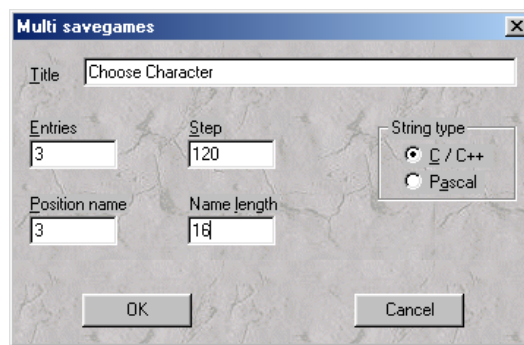 Multi savegames
Title Choose Character
Entries Step String type
3 120 C / C++
Pascal
Position name Name length
3 16
OK Cancel